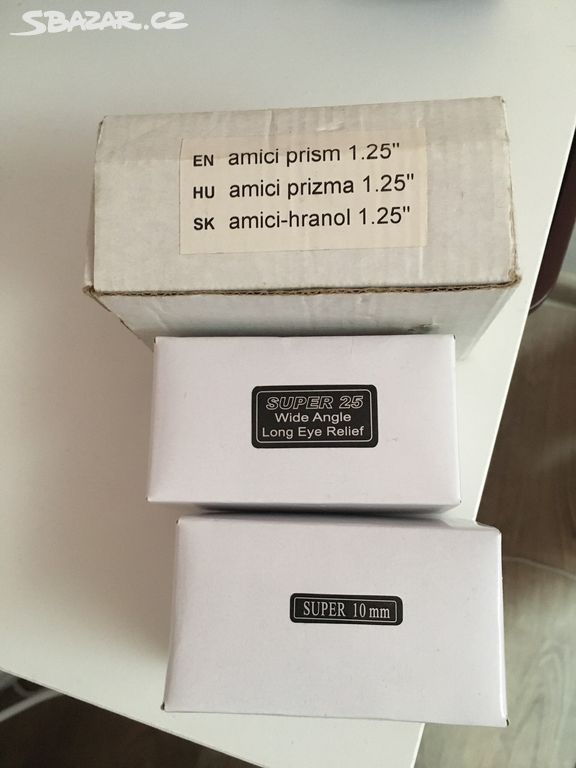 SBAZAR.CZ
EN amici prism 1.25"
HU amici prizma 1.25"
SK amici-hranol 1.25"
SUPER 25
Wide Angle
Long Eye Relief
SUPER 10mm